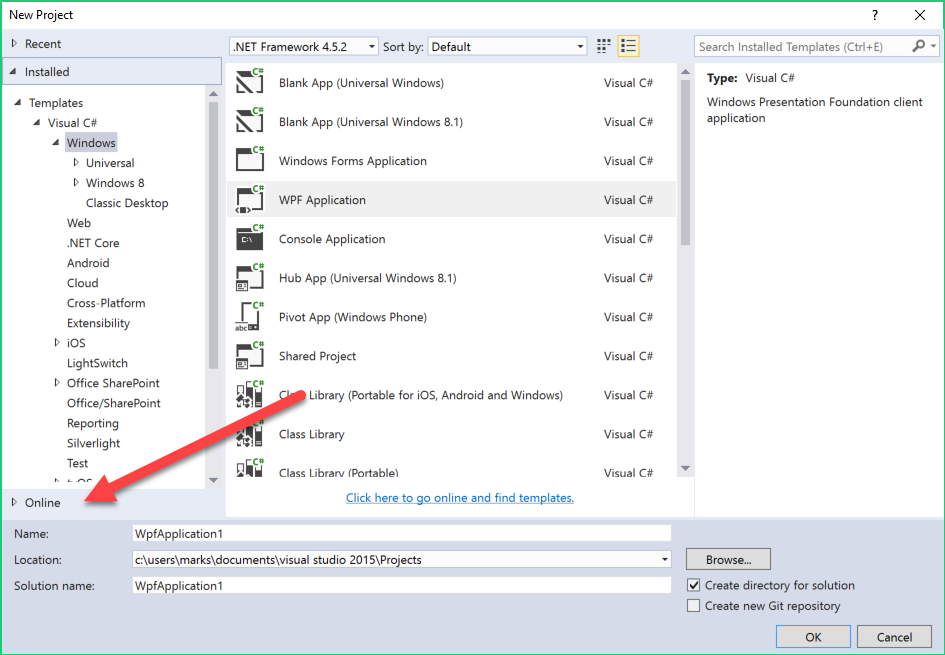 New Project
?
Recent
.NET Framework 4.5.2
Sort by:
Default
Search Installed Templates (Ctrl+E)
Installed
Templates
Visual C#
Windows
Universal
Windows 8
Classic Desktop
Web
.NET Core
Android
Cloud
Cross-Platform
Extensibility
iOS
LightSwitch
Office SharePoint
Office/SharePoint
Reporting
Silverlight
Test
Online
C# Blank App (Universal Windows) Visual C#
C# Blank App (Universal Windows 8.1) Visual C#
C# Windows Forms Application Visual C#
C# WPF Application Visual C#
C# Console Application Visual C#
C# Hub App (Universal Windows 8.1) Visual C#
C# abc Pivot App (Windows Phone) Visual C#
C# Shared Project Visual C#
C# Class Library (Portable for iOS, Android and Windows) Visual C#
C# Class Library Visual C#
C# Class Library (Portable) Visual C#
Click here to go online and find templates.
Type: Visual C#
Windows Presentation Foundation client
application
Name:
WpfApplication1
Location:
c:\users\marks\documents\visual studio 2015\Projects
Browse...
Solution name:
WpfApplication1
Create directory for solution
Create new Git repository
OK
Cancel